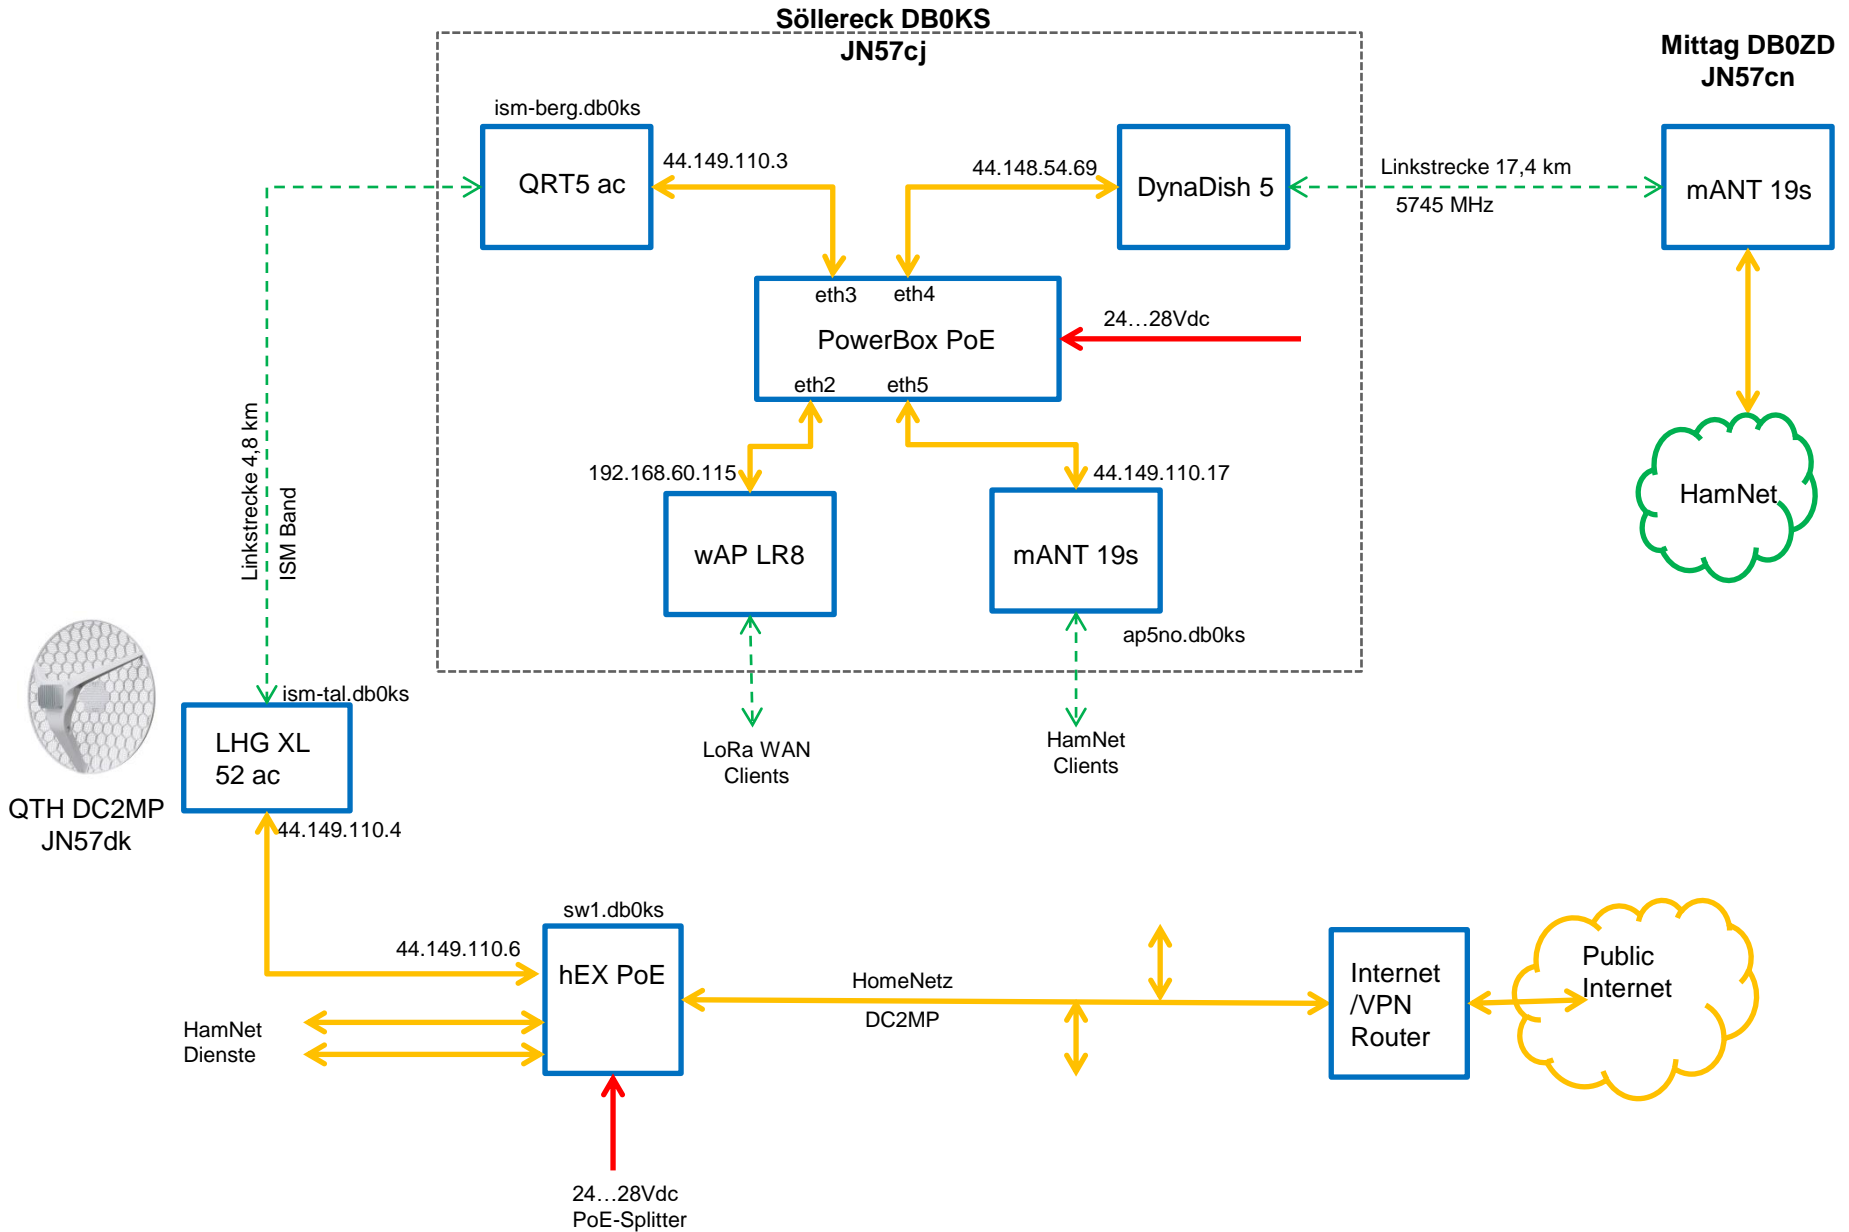 Söllereck DB0KS
JN57cj
Mittag DB0ZD
JN57cn
ism-berg.db0ks
QRT5 ac
44.149.110.3
44.148.54.69
DynaDish 5
Linkstrecke 17,4 km
5745 MHz
mANT 19s
eth3
eth4
PowerBox PoE
24…28Vdc
eth2
eth5
192.168.60.115
44.149.110.17
wAP LR8
mANT 19s
HamNet
Linkstrecke 4,8 km
ISM Band
ap5no.db0ks
ism-tal.db0ks
LHG XL
52 ac
LoRa WAN
Clients
HamNet
Clients
QTH DC2MP
JN57dk
44.149.110.4
sw1.db0ks
44.149.110.6
hEX PoE
HomeNetz
DC2MP
Internet
/VPN
Router
Public
Internet
HamNet
Dienste
24…28Vdc
PoE-Splitter